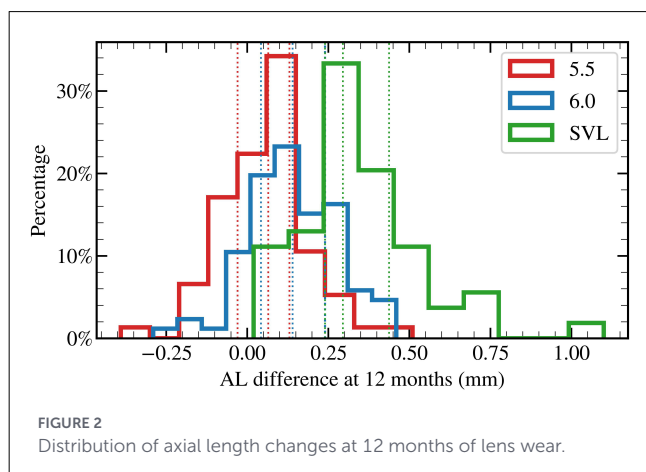 5.5
6.0
SVL
30%
20%
10%
0%
Percentage
−0.25 0.00 0.25 0.50 0.75 1.00
AL difference at 12 months (mm)
FIGURE 2
Distribution of axial length changes at 12 months of lens wear.